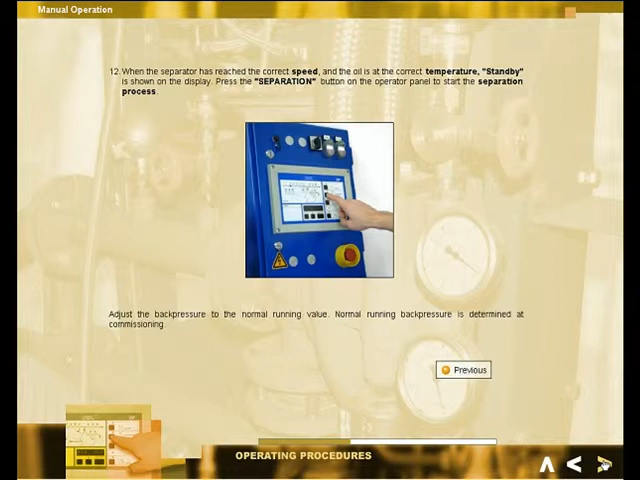 Manual Operation
12. When the separator has reached the correct speed, and the oil is at the correct temperature, "Standby"
is shown on the display. Press the "SEPARATION" button on the operator panel to start the separation
process.
Adjust the backpressure to the normal running value. Normal running backpressure is determined at
commissioning.
Previous
OPERATING PROCEDURES